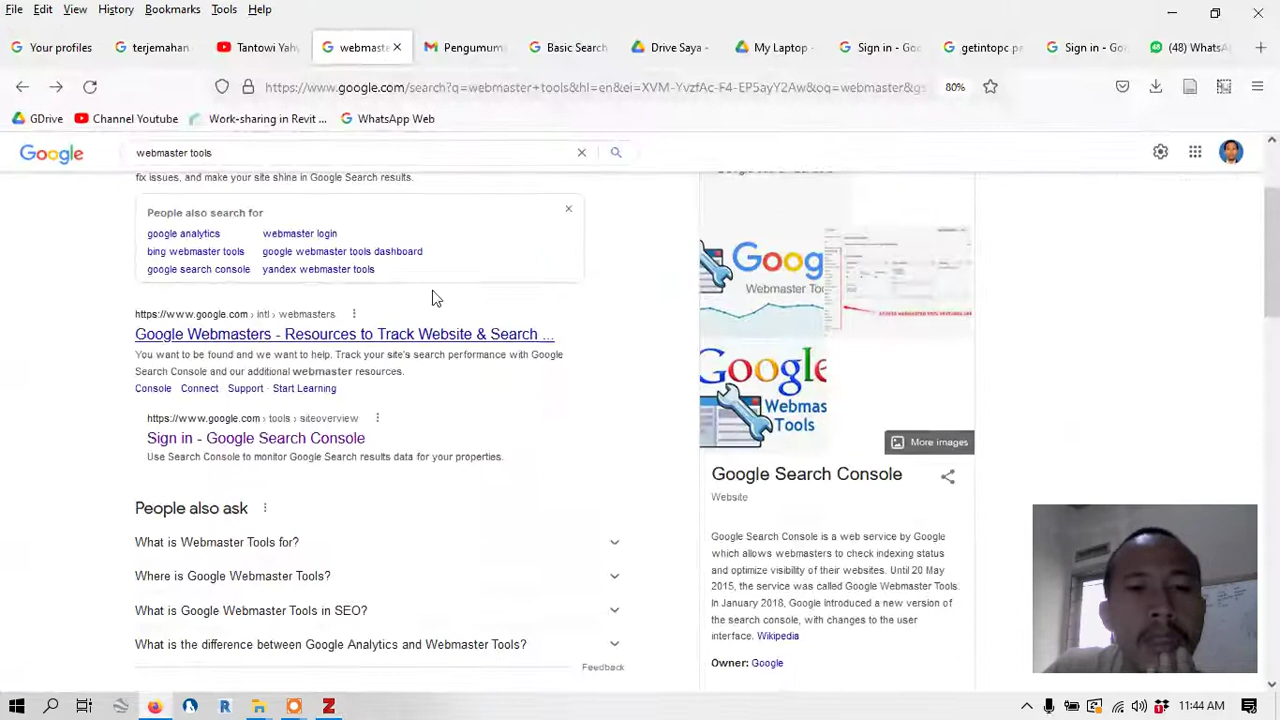 File Edit View History Bookmarks Tools Help
Your profiles
terjemahan
Tantowi Yah
webmaste
Pengumum
Basic Search
Drive Saya -
My Laptop -
Sign in - Goo
getintopc.pa
Sign in - Goo
(48) WhatsA
https://www.google.com/search?q=webmaster+tools&hl=en&ei=XVM-YvzfAc-F4-EP5ayY2Aw&oq=webmaster&gs
80%
GDrive
Channel Youtube
Work-sharing in Revit ...
WhatsApp Web
Google
webmaster tools
fix issues, and make your site shine in Google Search results.
People also search for
google analytics
webmaster login
bing webmaster tools
google webmaster tools dashboard
google search console
yandex webmaster tools
https://www.google.com › intl › webmasters
Google Webmasters - Resources to Track Website & Search ...
You want to be found and we want to help. Track your site's search performance with Google
Search Console and our additional webmaster resources.
Console · Connect · Support · Start Learning
https://www.google.com › tools › siteoverview
Sign in - Google Search Console
Use Search Console to monitor Google Search results data for your properties.
People also ask
What is Webmaster Tools for?
Where is Google Webmaster Tools?
What is Google Webmaster Tools in SEO?
What is the difference between Google Analytics and Webmaster Tools?
Feedback
Goog
Webmaster Too
Google
Webmas
Tools
More images
Google Search Console
Website
Google Search Console is a web service by Google
which allows webmasters to check indexing status
and optimize visibility of their websites. Until 20 May
2015, the service was called Google Webmaster Tools.
In January 2018, Google introduced a new version of
the search console, with changes to the user
interface. Wikipedia
Owner: Google
11:44 AM